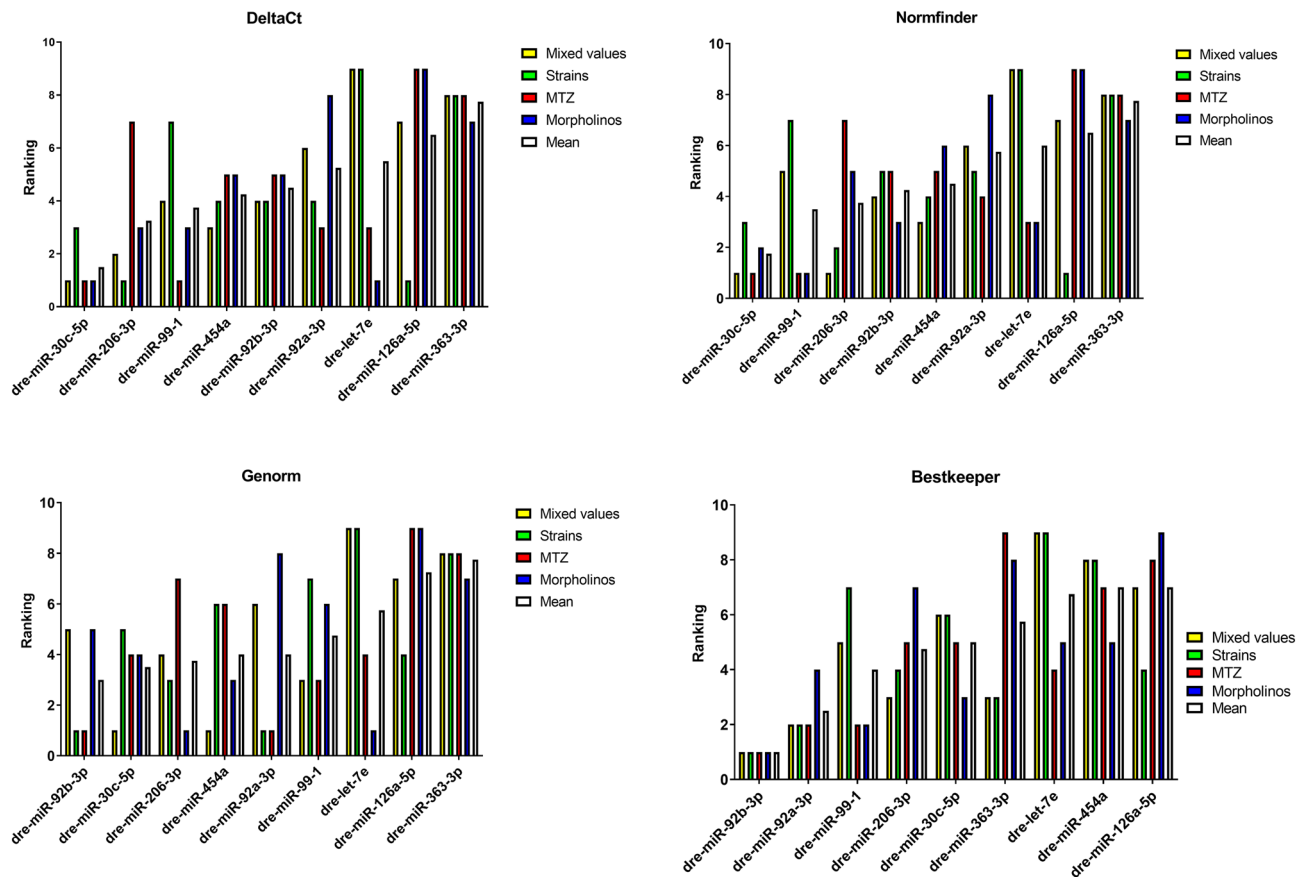 DeltaCt
Ranking
10
8
6
4
2
0
dre-miR-30c-5p
dre-miR-206-3p
dre-miR-99-1
dre-miR-454a
dre-miR-92b-3p
dre-miR-92a-3p
dre-let-7e
dre-miR-126a-5p
dre-miR-363-3p
Mixed values
Strains
MTZ
Morpholinos
Mean
Normfinder
Ranking
10
8
6
4
2
0
dre-miR-30c-5p
dre-miR-99-1
dre-miR-206-3p
dre-miR-92b-3p
dre-miR-454a
dre-miR-92a-3p
dre-let-7e
dre-miR-126a-5p
dre-miR-363-3p
Mixed values
Strains
MTZ
Morpholinos
Mean
Genorm
Ranking
10
8
6
4
2
0
dre-miR-92b-3p
dre-miR-30c-5p
dre-miR-206-3p
dre-miR-454a
dre-miR-92a-3p
dre-miR-99-1
dre-let-7e
dre-miR-126a-5p
dre-miR-363-3p
Mixed values
Strains
MTZ
Morpholinos
Mean
Bestkeeper
Ranking
10
8
6
4
2
0
dre-miR-92b-3p
dre-miR-92a-3p
dre-miR-99-1
dre-miR-206-3p
dre-miR-30c-5p
dre-miR-363-3p
dre-let-7e
dre-miR-454a
dre-miR-126a-5p
Mixed values
Strains
MTZ
Morpholinos
Mean